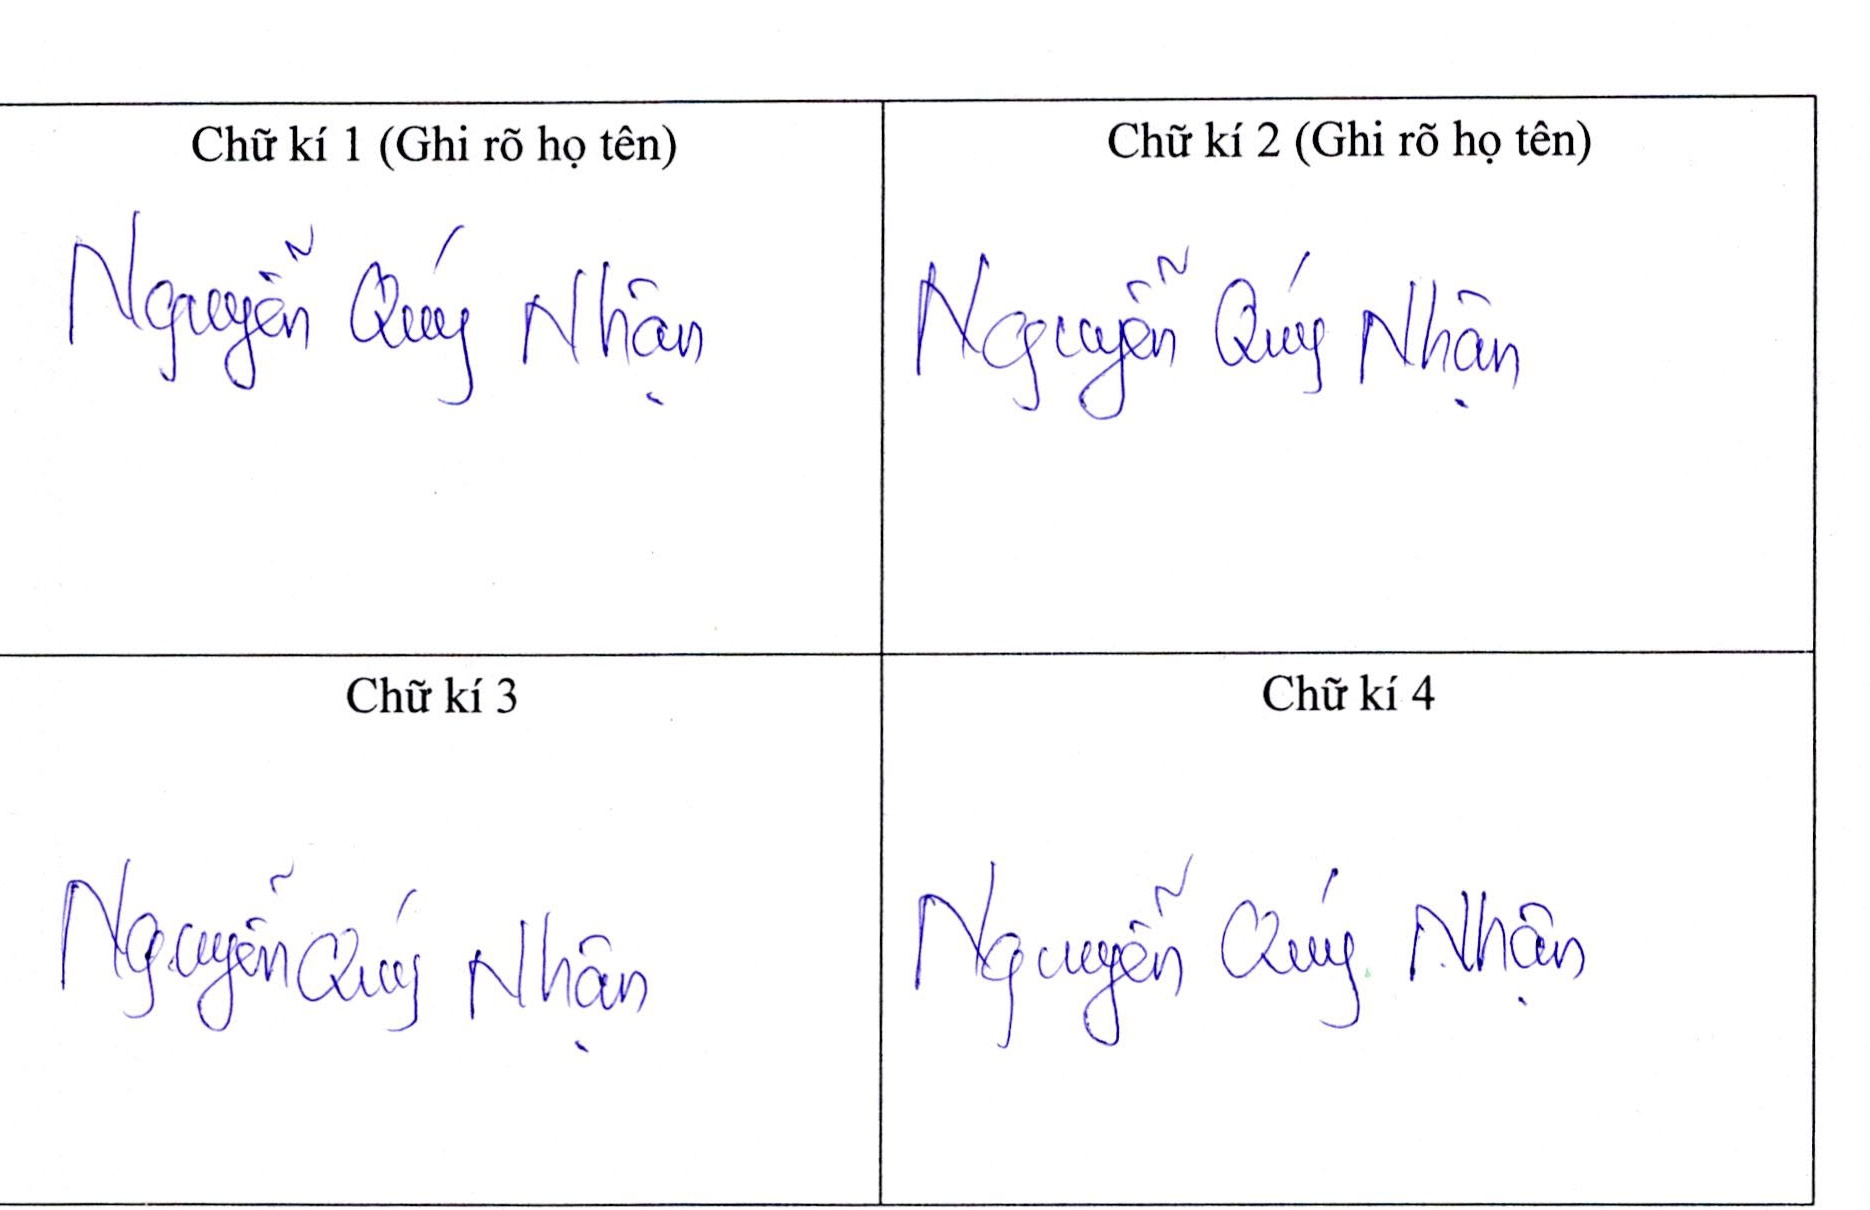 Chữ kí 1 (Ghi rõ họ tên)
Nguyễn Quý Nhận
Chữ kí 2 (Ghi rõ họ tên)
Nguyễn Quý Nhận
Chữ kí 3
Nguyễn Quý Nhận
Chữ kí 4
Nguyễn Quý Nhận